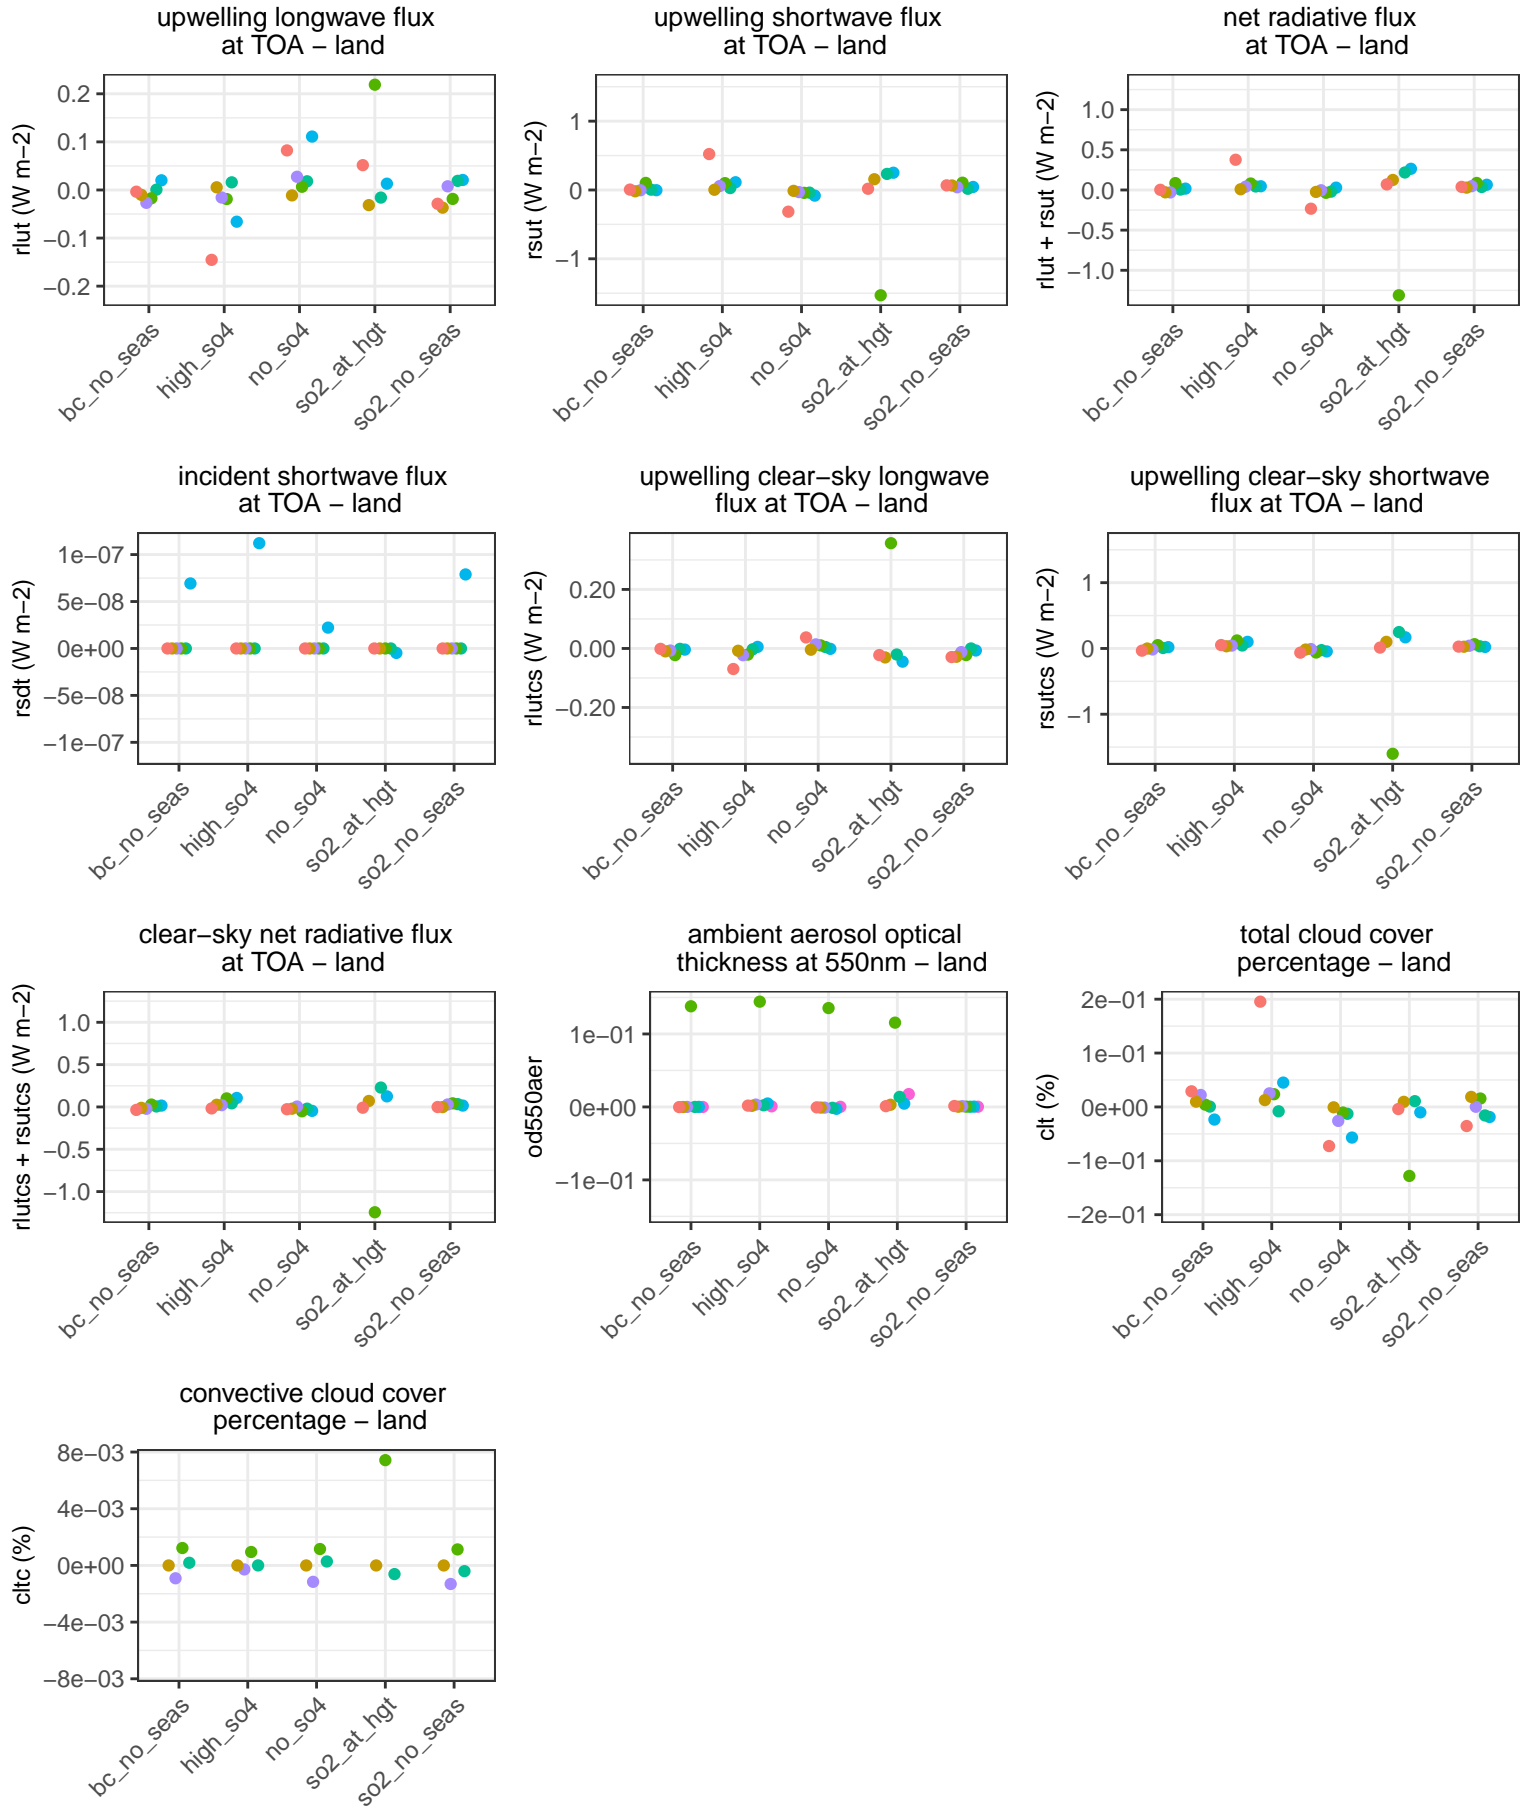 upwelling longwave flux
at TOA − land
rlut (W m−2)
0.2
0.1
0.0
−0.1
−0.2
bc_no_seas
high_so4
no_so4
so2_at_hgt
so2_no_seas
upwelling shortwave flux
at TOA − land
rsut (W m−2)
1
0
−1
bc_no_seas
high_so4
no_so4
so2_at_hgt
so2_no_seas
net radiative flux
at TOA − land
rlut + rsut (W m−2)
1.0
0.5
0.0
−0.5
−1.0
bc_no_seas
high_so4
no_so4
so2_at_hgt
so2_no_seas
incident shortwave flux
at TOA − land
rsdt (W m−2)
1e−07
5e−08
0e+00
−5e−08
−1e−07
bc_no_seas
high_so4
no_so4
so2_at_hgt
so2_no_seas
upwelling clear−sky longwave
flux at TOA − land
rlutcs (W m−2)
0.20
0.00
−0.20
bc_no_seas
high_so4
no_so4
so2_at_hgt
so2_no_seas
upwelling clear−sky shortwave
flux at TOA − land
rsutcs (W m−2)
1
0
−1
bc_no_seas
high_so4
no_so4
so2_at_hgt
so2_no_seas
clear−sky net radiative flux
at TOA − land
rlutcs + rsutcs (W m−2)
1.0
0.5
0.0
−0.5
−1.0
bc_no_seas
high_so4
no_so4
so2_at_hgt
so2_no_seas
ambient aerosol optical
thickness at 550nm − land
od550aer
1e−01
0e+00
−1e−01
bc_no_seas
high_so4
no_so4
so2_at_hgt
so2_no_seas
total cloud cover
percentage − land
clt (%)
2e−01
1e−01
0e+00
−1e−01
−2e−01
bc_no_seas
high_so4
no_so4
so2_at_hgt
so2_no_seas
convective cloud cover
percentage − land
cltc (%)
8e−03
4e−03
0e+00
−4e−03
−8e−03
bc_no_seas
high_so4
no_so4
so2_at_hgt
so2_no_seas